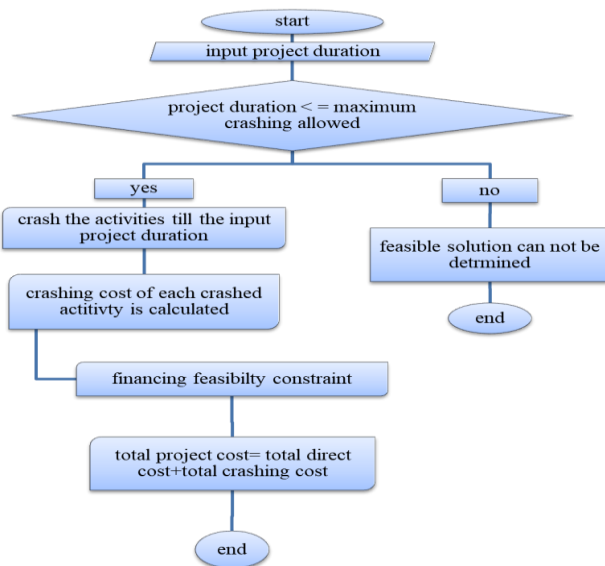 start
input project duration
project duration < = maximum
crashing allowed
yes
no
crash the activities till the input
project duration
feasible solution can not be
detrmined
crashing cost of each crashed
actitivty is calculated
end
financing feasibilty constraint
total project cost= total direct
cost+total crashing cost
end